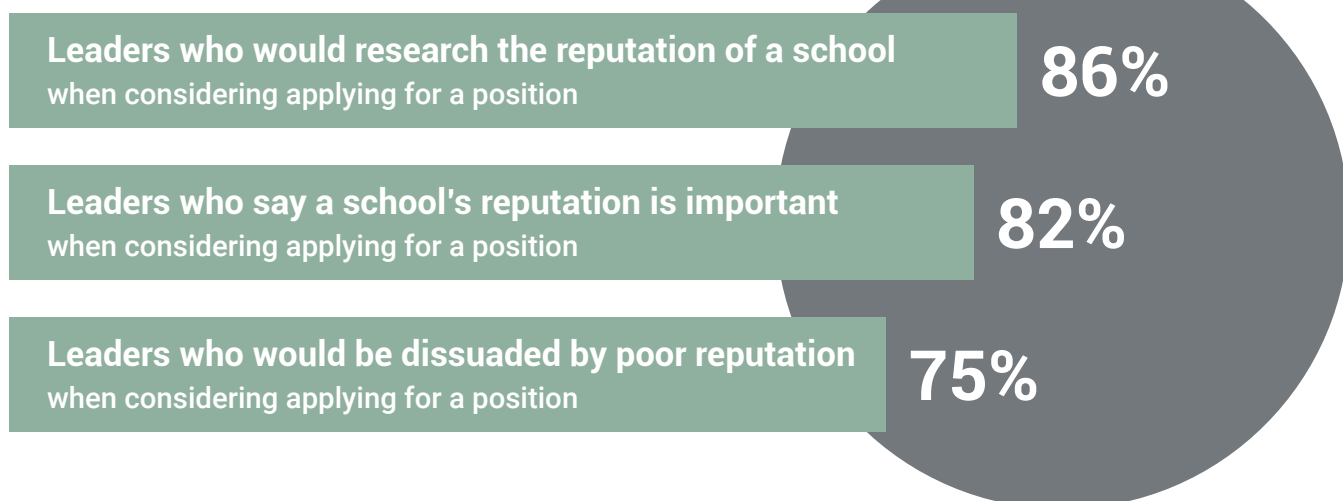 Leaders who would research the reputation of a school
when considering applying for a position
86%
Leaders who say a school's reputation is important
when considering applying for a position
82%
Leaders who would be dissuaded by poor reputation
when considering applying for a position
75%